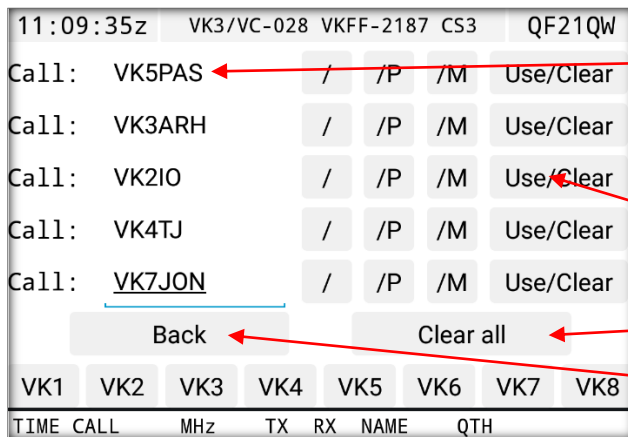 11:09:35z VK3/VC-028 VKFF-2187 CS3 QF21QW
Call: VK5PAS / /P /M Use/Clear
Call: VK3ARH / /P /M Use/Clear
Call: VK2IO / /P /M Use/Clear
Call: VK4TJ / /P /M Use/Clear
Call: VK7JON / /P /M Use/Clear
Back Clear all
VK1 VK2 VK3 VK4 VK5 VK6 VK7 VK8
TIME CALL MHz TX RX NAME QTH